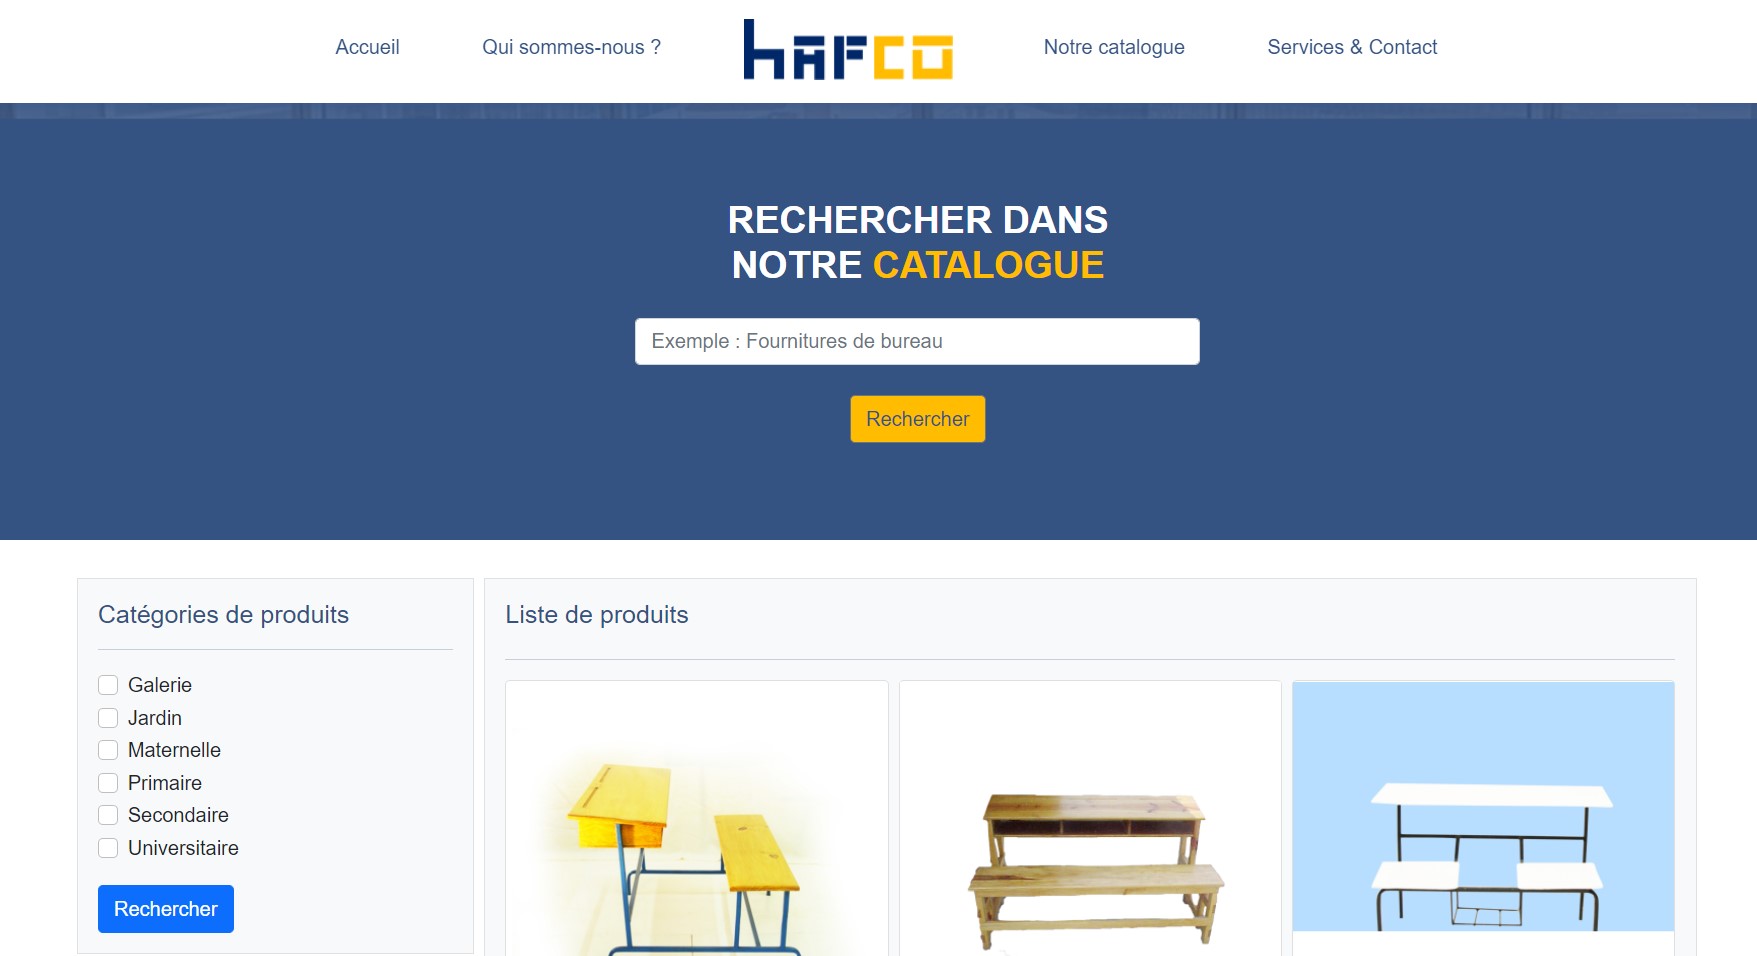 Accueil
Qui sommes-nous ?
HAFCO
Notre catalogue
Services & Contact
RECHERCHER DANS
NOTRE CATALOGUE
Exemple : Fournitures de bureau
Rechercher
Catégories de produits
Galerie
Jardin
Maternelle
Primaire
Secondaire
Universitaire
Rechercher
Liste de produits